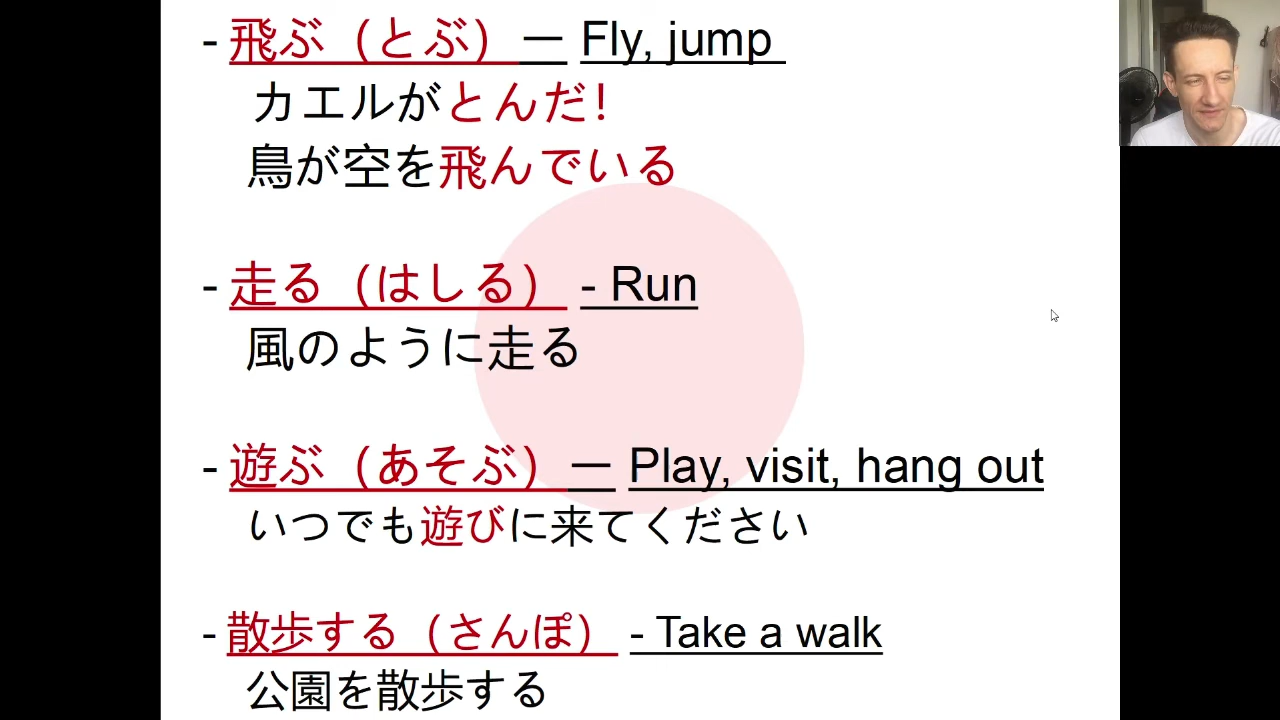 - 飛ぶ（とぶ）ー Fly, jump
カエルがとんだ！
鳥が空を飛んでいる
- 走る（はしる） - Run
風のように走る
- 遊ぶ（あそぶ）ー Play, visit, hang out
いつでも遊びに来てください
- 散歩する（さんぽ） - Take a walk
公園を散歩する